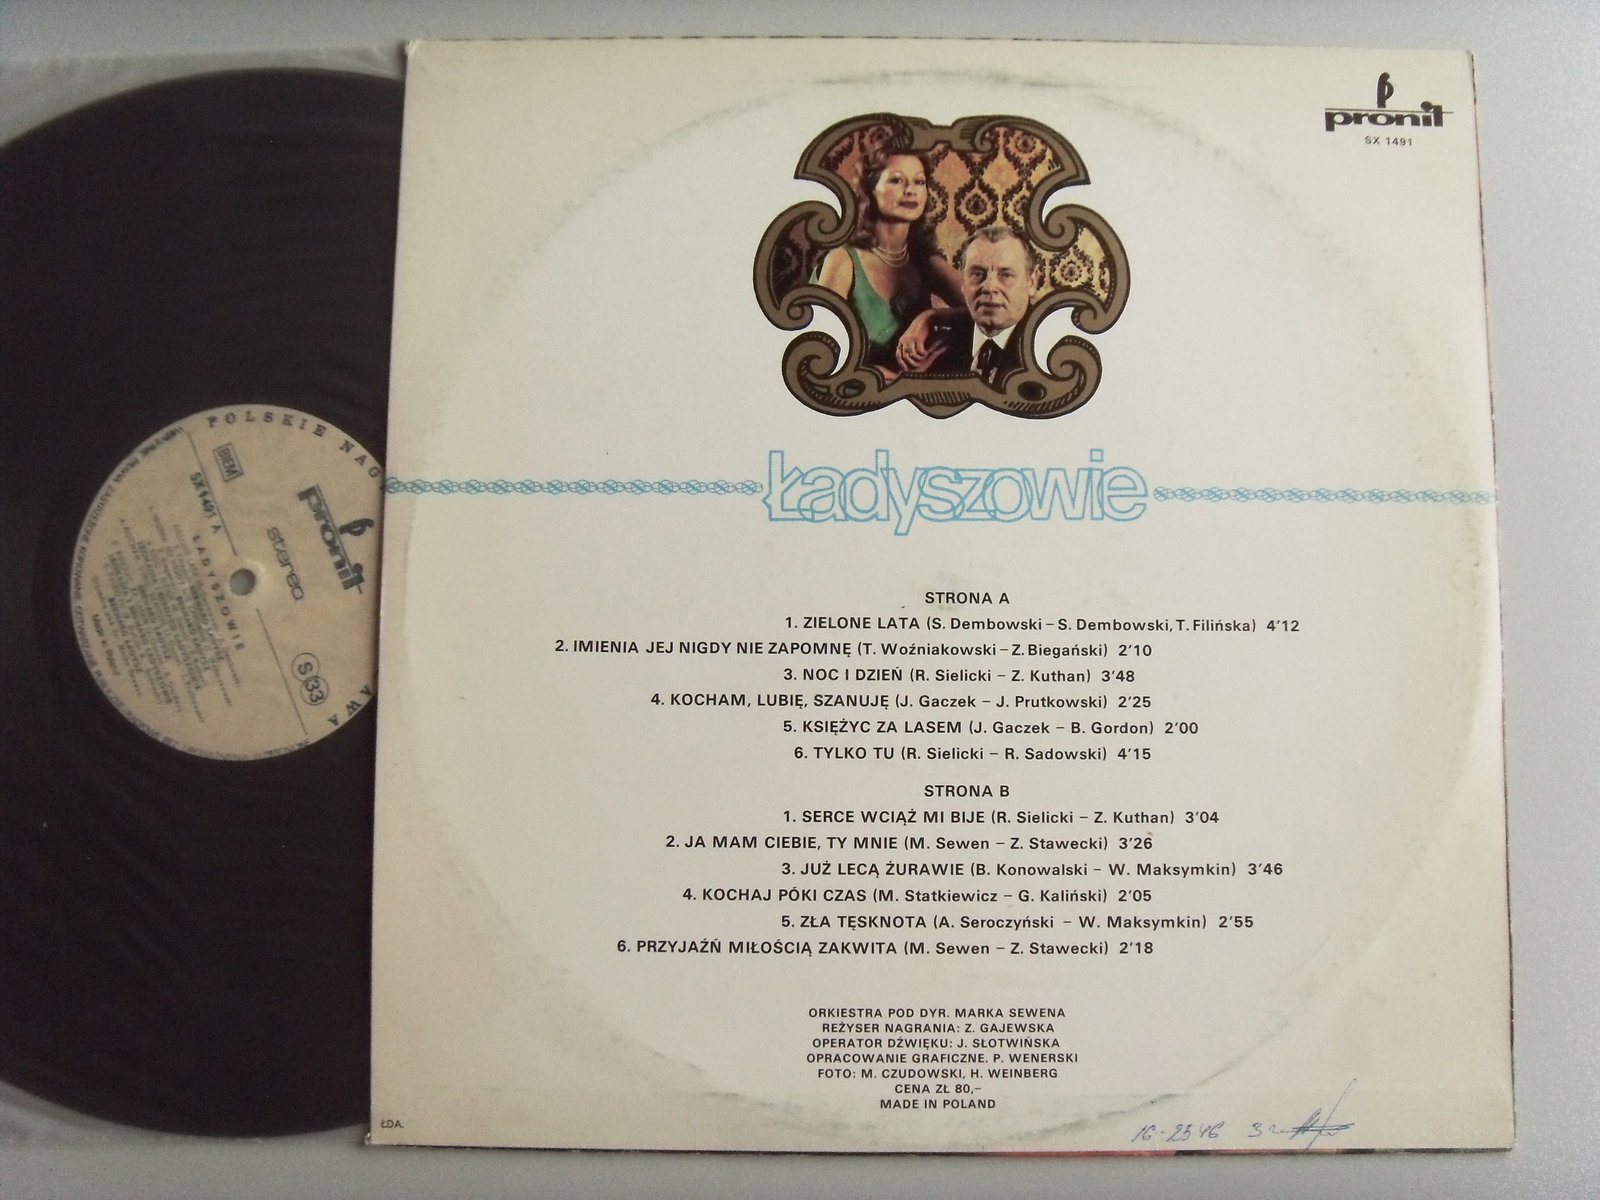 pronit
SX 1491
Ładyszowie
STRONA A
1. ZIELONE LATA (S. Dembowski – S. Dembowski, T. Filińska) 4'12
2. IMIENIA JEJ NIGDY NIE ZAPOMNĘ (T. Woźniakowski – Z. Biegański) 2'10
3. NOC I DZIEŃ (R. Sielicki – Z. Kuthan) 3'48
4. KOCHAM, LUBIĘ, SZANUJĘ (J. Gaczek – J. Prutkowski) 2'25
5. KSIĘŻYC ZA LASEM (J. Gaczek – B. Gordon) 2'00
6. TYLKO TU (R. Sielicki – R. Sadowski) 4'15
STRONA B
1. SERCE WCIĄŻ MI BIJE (R. Sielicki – Z. Kuthan) 3'04
2. JA MAM CIEBIE, TY MNIE (M. Sewen – Z. Stawecki) 3'26
3. JUŻ LECĄ ŻURAWIE (B. Konowalski – W. Maksymkin) 3'46
4. KOCHAJ PÓKI CZAS (M. Statkiewicz – G. Kaliński) 2'05
5. ZŁA TĘSKNOTA (A. Seroczyński – W. Maksymkin) 2'55
6. PRZYJAŹŃ MIŁOŚCIĄ ZAKWITA (M. Sewen – Z. Stawecki) 2'18
ORKIESTRA POD DYR. MARKA SEWENA
REŻYSER NAGRANIA: Z. GAJEWSKA
OPERATOR DŹWIĘKU: J. SŁOTWIŃSKA
OPRACOWANIE GRAFICZNE. P. WENERSKI
FOTO: M. CZUDOWSKI, H. WEINBERG
CENA ZŁ 80,–
MADE IN POLAND
ŁDA.
16-2546
POLSKIE NAG
BIEM
SX 1491 A
pronit
stereo
ŁADYSZOWIE
S 33
AWA